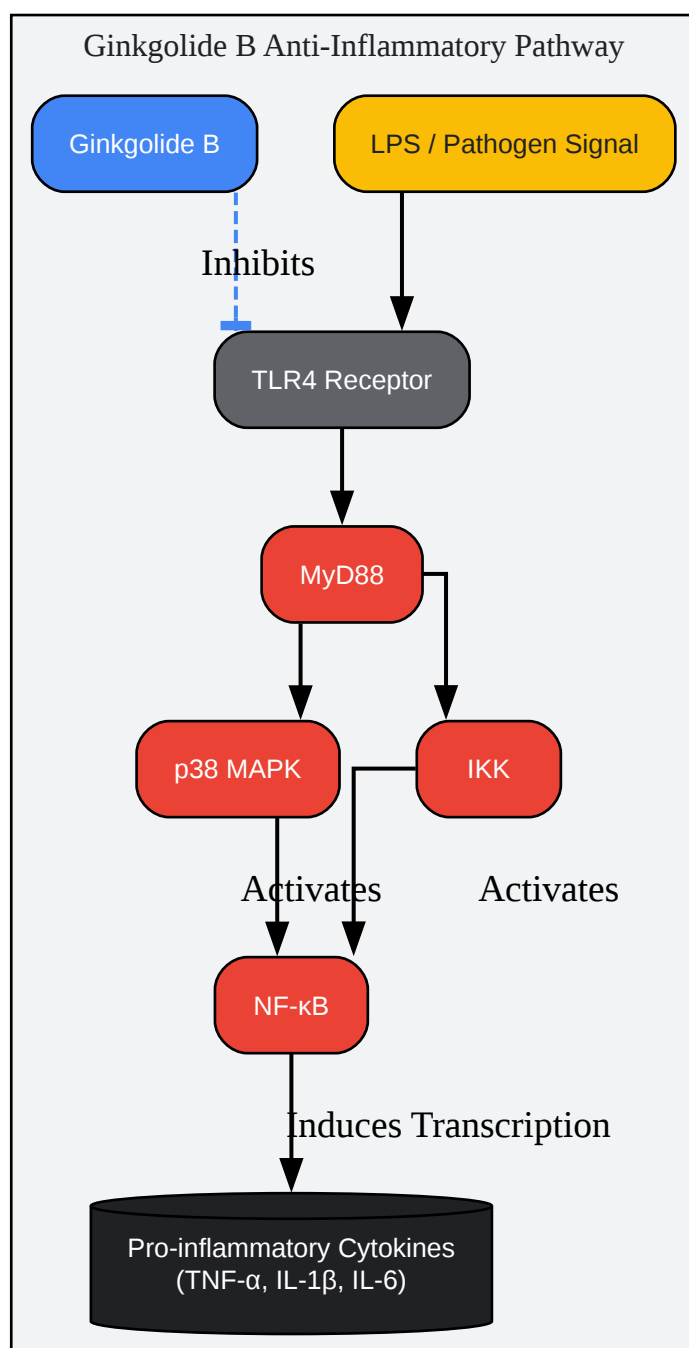 Ginkgolide B Anti-Inflammatory Pathway
Ginkgolide B
LPS / Pathogen Signal
Inhibits
TLR4 Receptor
MyD88
p38 MAPK
IKK
Activates
Activates
NF-κB
Induces Transcription
Pro-inflammatory Cytokines
(TNF-α, IL-1β, IL-6)